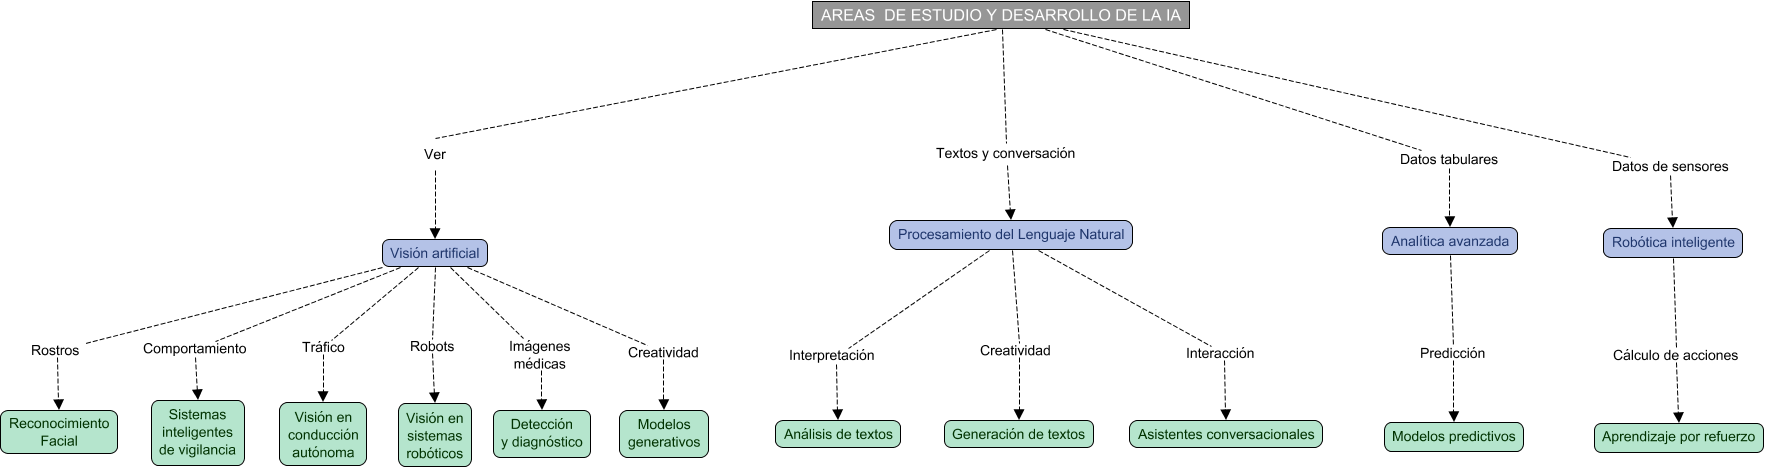 AREAS  DE ESTUDIO Y DESARROLLO DE LA IA
Ver
Textos y conversación
Datos tabulares
Datos de sensores
Visión artificial
Procesamiento del Lenguaje Natural
Analítica avanzada
Robótica inteligente
Rostros
Comportamiento
Tráfico
Robots
Imágenes
médicas
Creatividad
Interpretación
Creatividad
Interacción
Predicción
Cálculo de acciones
Reconocimiento
Facial
Sistemas
inteligentes
de vigilancia
Visión en
conducción
autónoma
Visión en
sistemas
robóticos
Detección
y diagnóstico
Modelos
generativos
Análisis de textos
Generación de textos
Asistentes conversacionales
Modelos predictivos
Aprendizaje por refuerzo